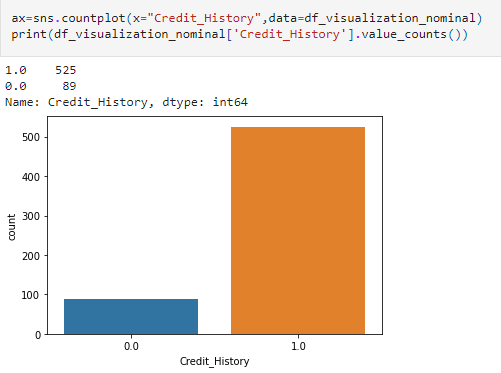 ax=sns.countplot(x="Credit_History",data=df_visualization_nominal)
print(df_visualization_nominal['Credit_History'].value_counts())
1.0    525
0.0     89
Name: Credit_History, dtype: int64
500
400
300
200
100
0
count
0.0 1.0
Credit_History